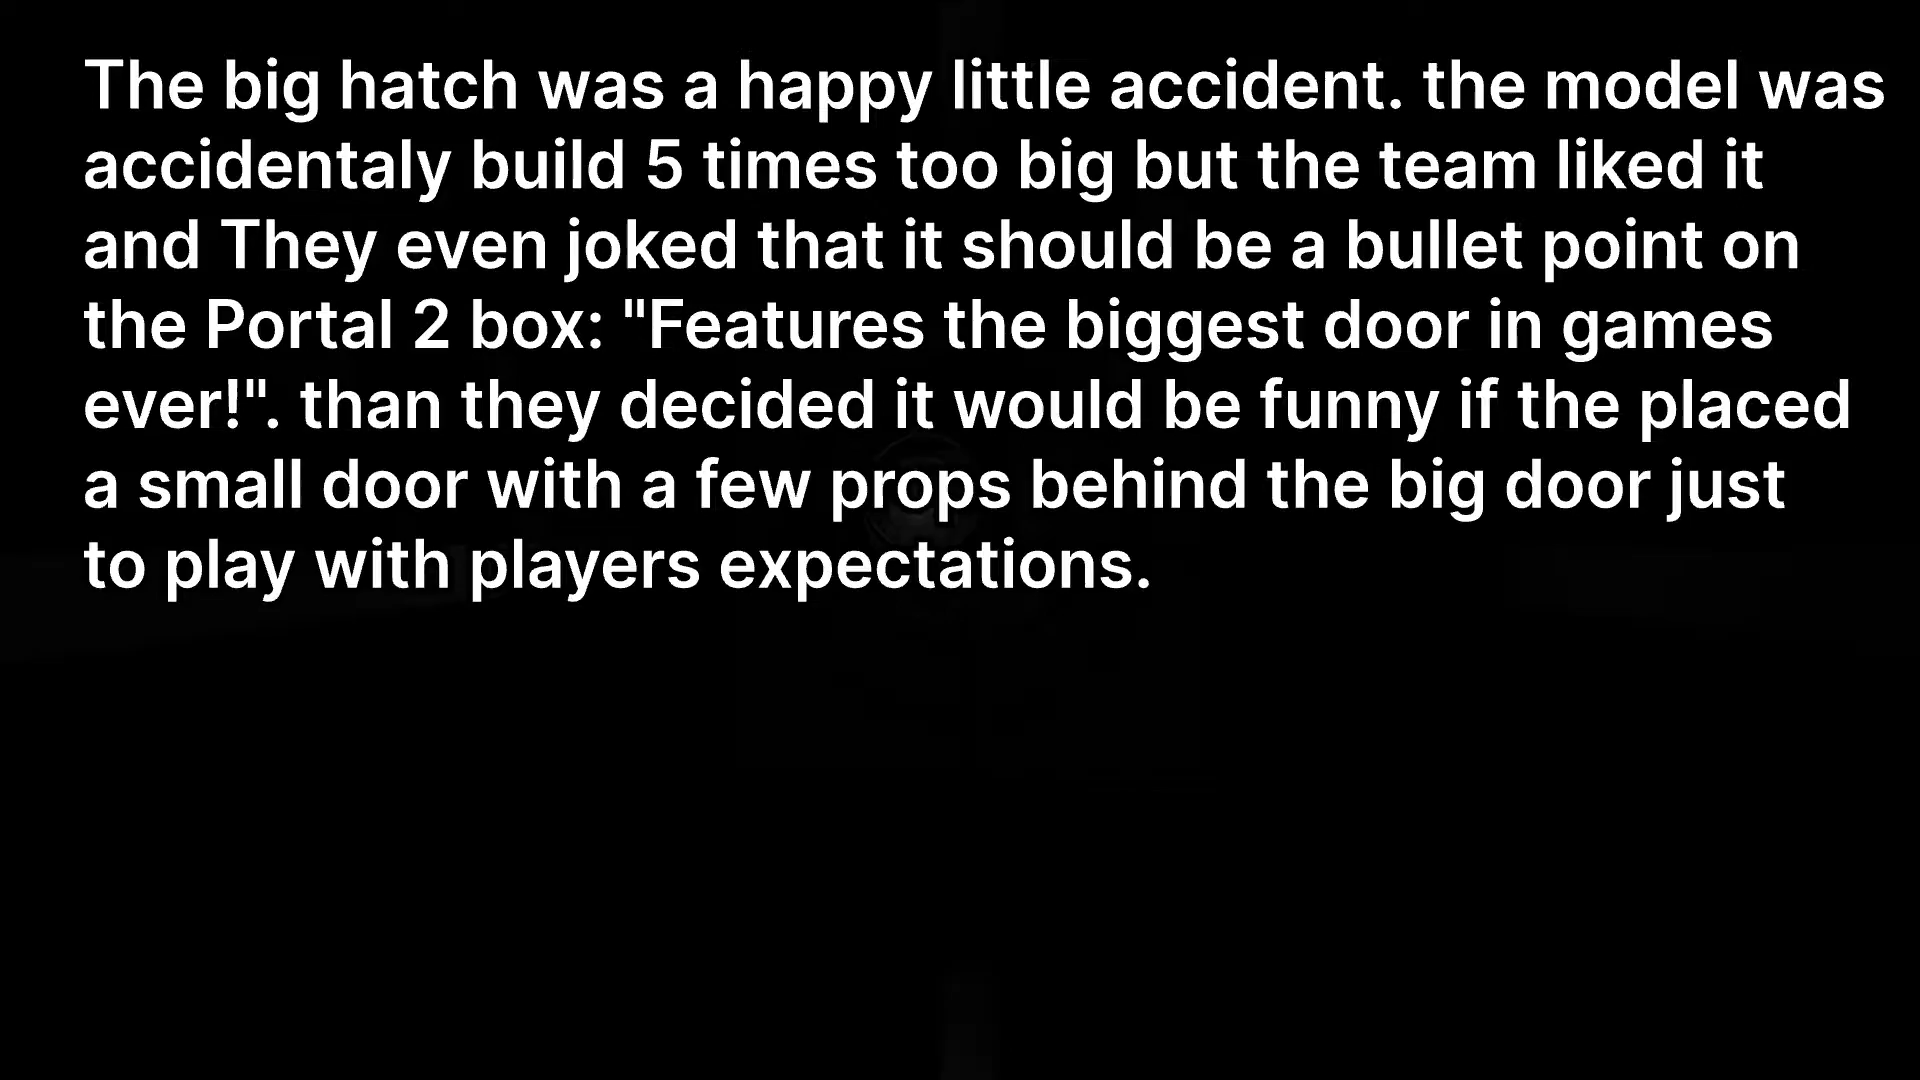 The big hatch was a happy little accident. the model was
accidentaly build 5 times too big but the team liked it
and They even joked that it should be a bullet point on
the Portal 2 box: "Features the biggest door in games
ever!". than they decided it would be funny if the placed
a small door with a few props behind the big door just
to play with players expectations.